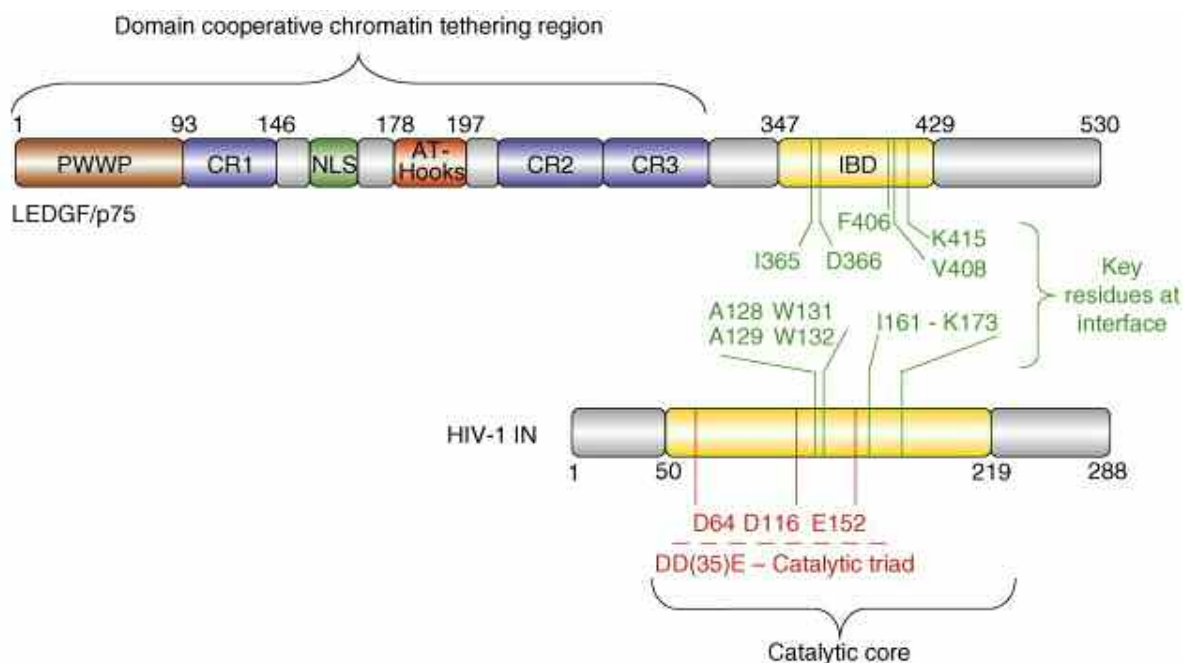 Domain cooperative chromatin tethering region
1 93 146 178 197 347 429 530
PWWP CR1 NLS AT-Hooks CR2 CR3 IBD
LEDGF/p75
F406 K415
I365 D366 V408
Key
residues at
interface
A128 W131
A129 W132
I161 - K173
HIV-1 IN
1 50 219 288
D64 D116 E152
DD(35)E – Catalytic triad
Catalytic core